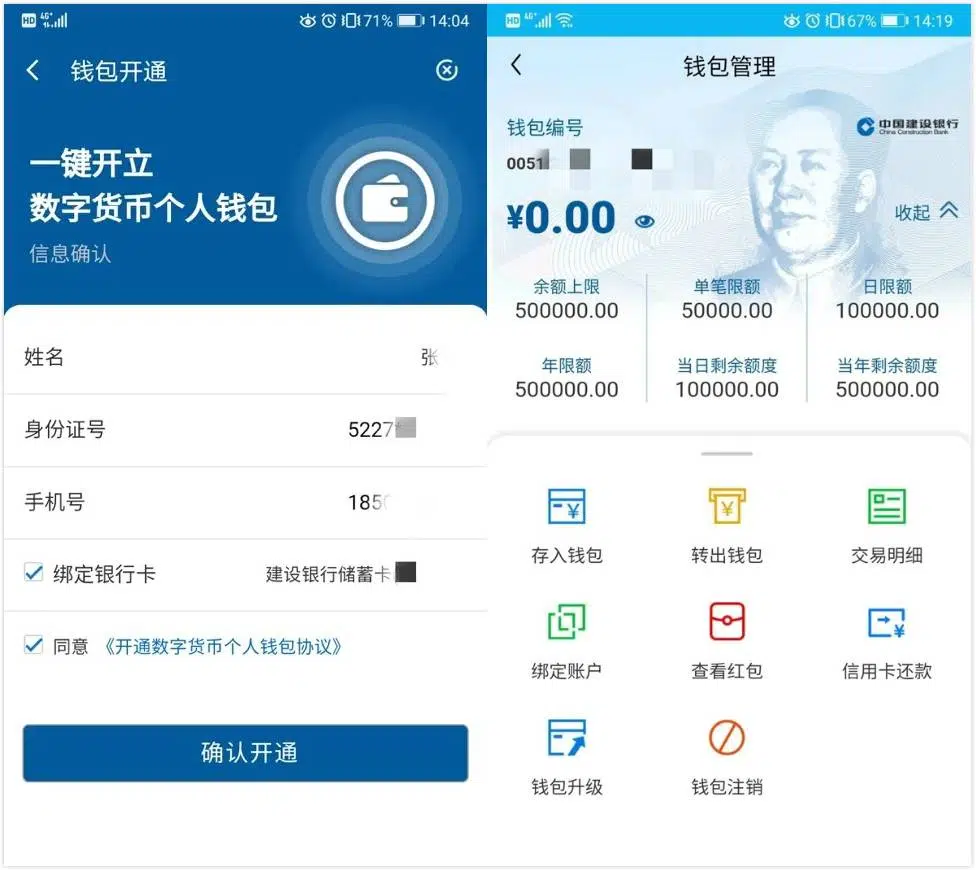 HD 4G+ 71% 14:04
钱包开通
一键开立
数字货币个人钱包
信息确认
姓名 张
身份证号 5227
手机号 185
绑定银行卡 建设银行储蓄卡
同意 《开通数字货币个人钱包协议》
确认开通
HD 4G+ 67% 14:19
钱包管理
钱包编号
中国建设银行
China Construction Bank
0051
¥0.00
收起
余额上限 单笔限额 日限额
500000.00 50000.00 100000.00
年限额 当日剩余额度 当年剩余额度
500000.00 100000.00 500000.00
存入钱包 转出钱包 交易明细
绑定账户 查看红包 信用卡还款
钱包升级 钱包注销